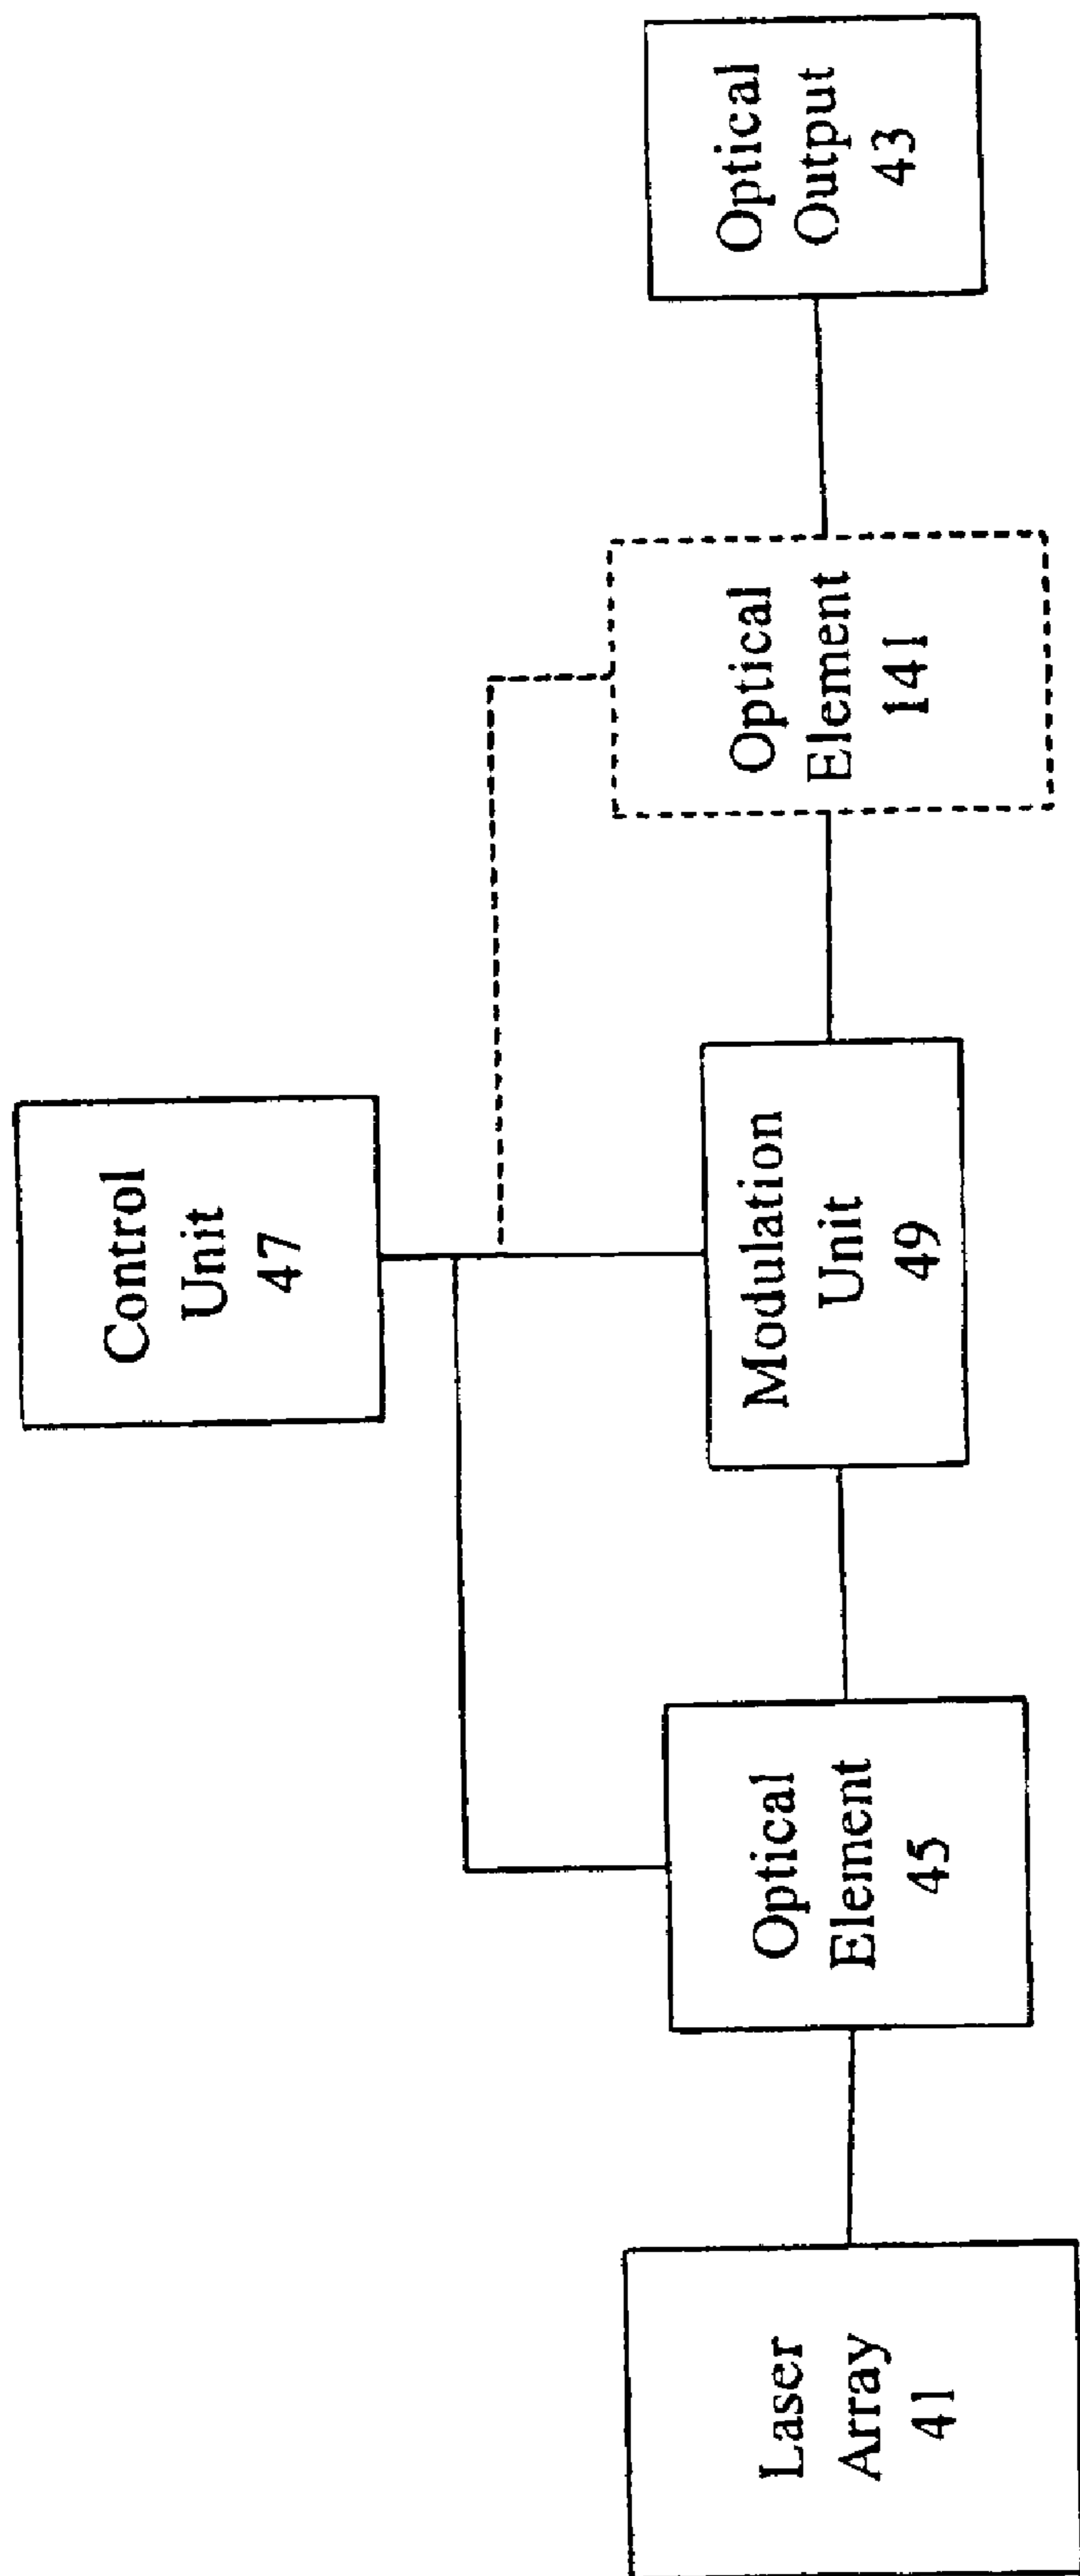 Control
Unit
47
Laser
Array
41
Optical
Element
45
Modulation
Unit
49
Optical
Element
141
Optical
Output
43